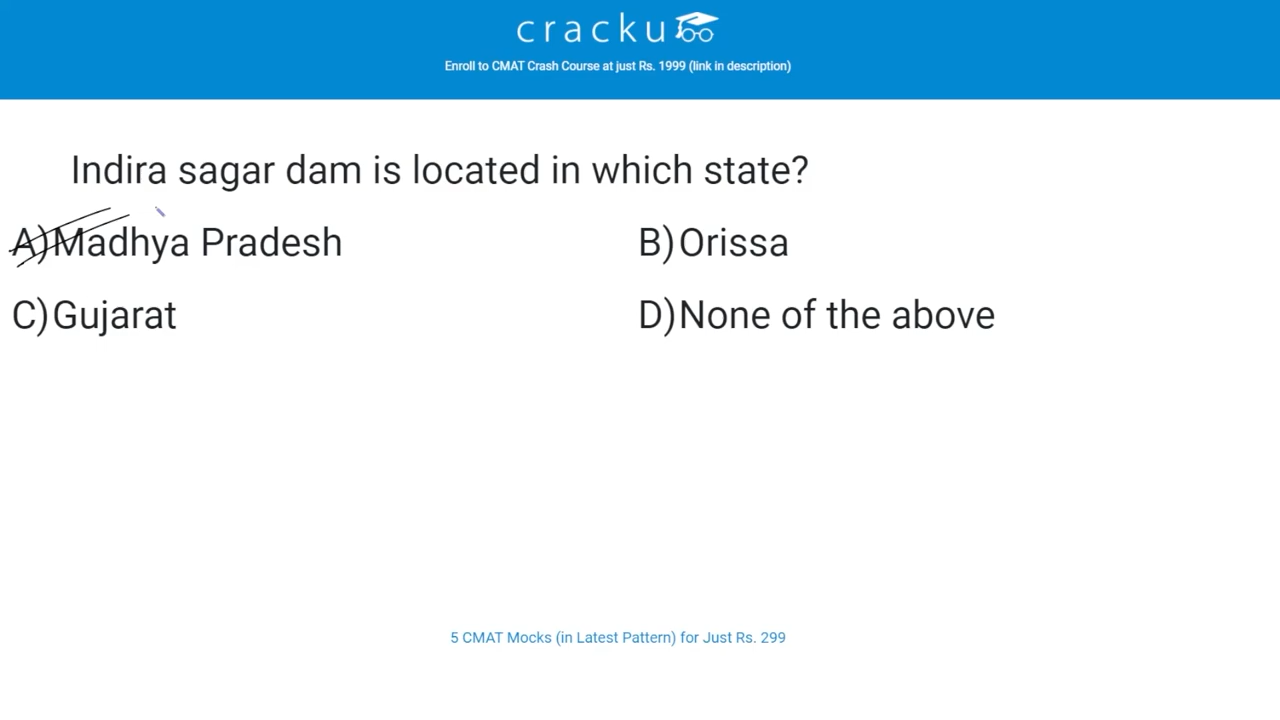 cracku
Enroll to CMAT Crash Course at just Rs. 1999 (link in description)
Indira sagar dam is located in which state?
A)Madhya Pradesh B)Orissa
C)Gujarat D)None of the above
5 CMAT Mocks (in Latest Pattern) for Just Rs. 299